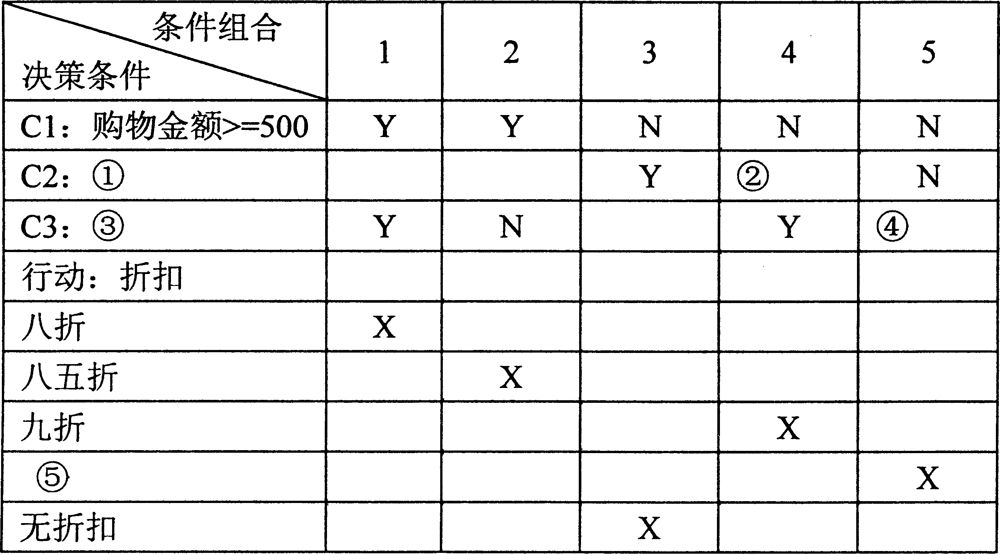 条件组合
决策条件
1 2 3 4 5
C1：购物金额>=500 Y Y N N N
C2：① Y ② N
C3：③ Y N Y ④
行动：折扣
八折 X
八五折 X
九折 X
⑤ X
无折扣 X